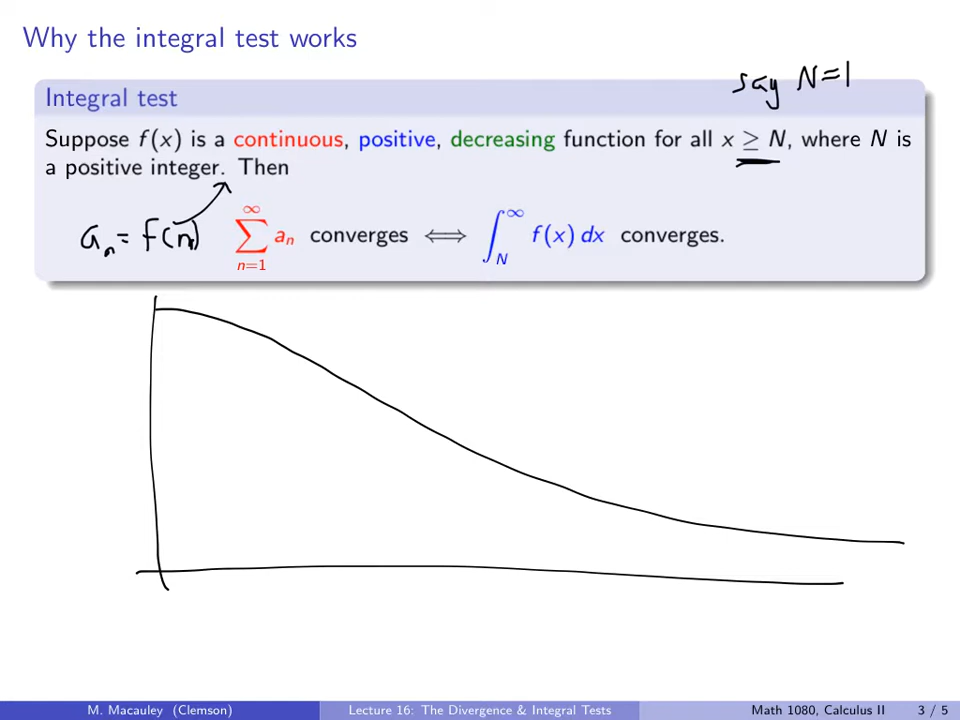 Why the integral test works
say N=1
Integral test
Suppose f(x) is a continuous, positive, decreasing function for all x ≥ N, where N is
a positive integer. Then
aₙ = f(n) ∑_{n=1}^{∞} aₙ converges ⟺ ∫_N^∞ f(x) dx converges.
M. Macauley (Clemson) Lecture 16: The Divergence & Integral Tests Math 1080, Calculus II 3 / 5